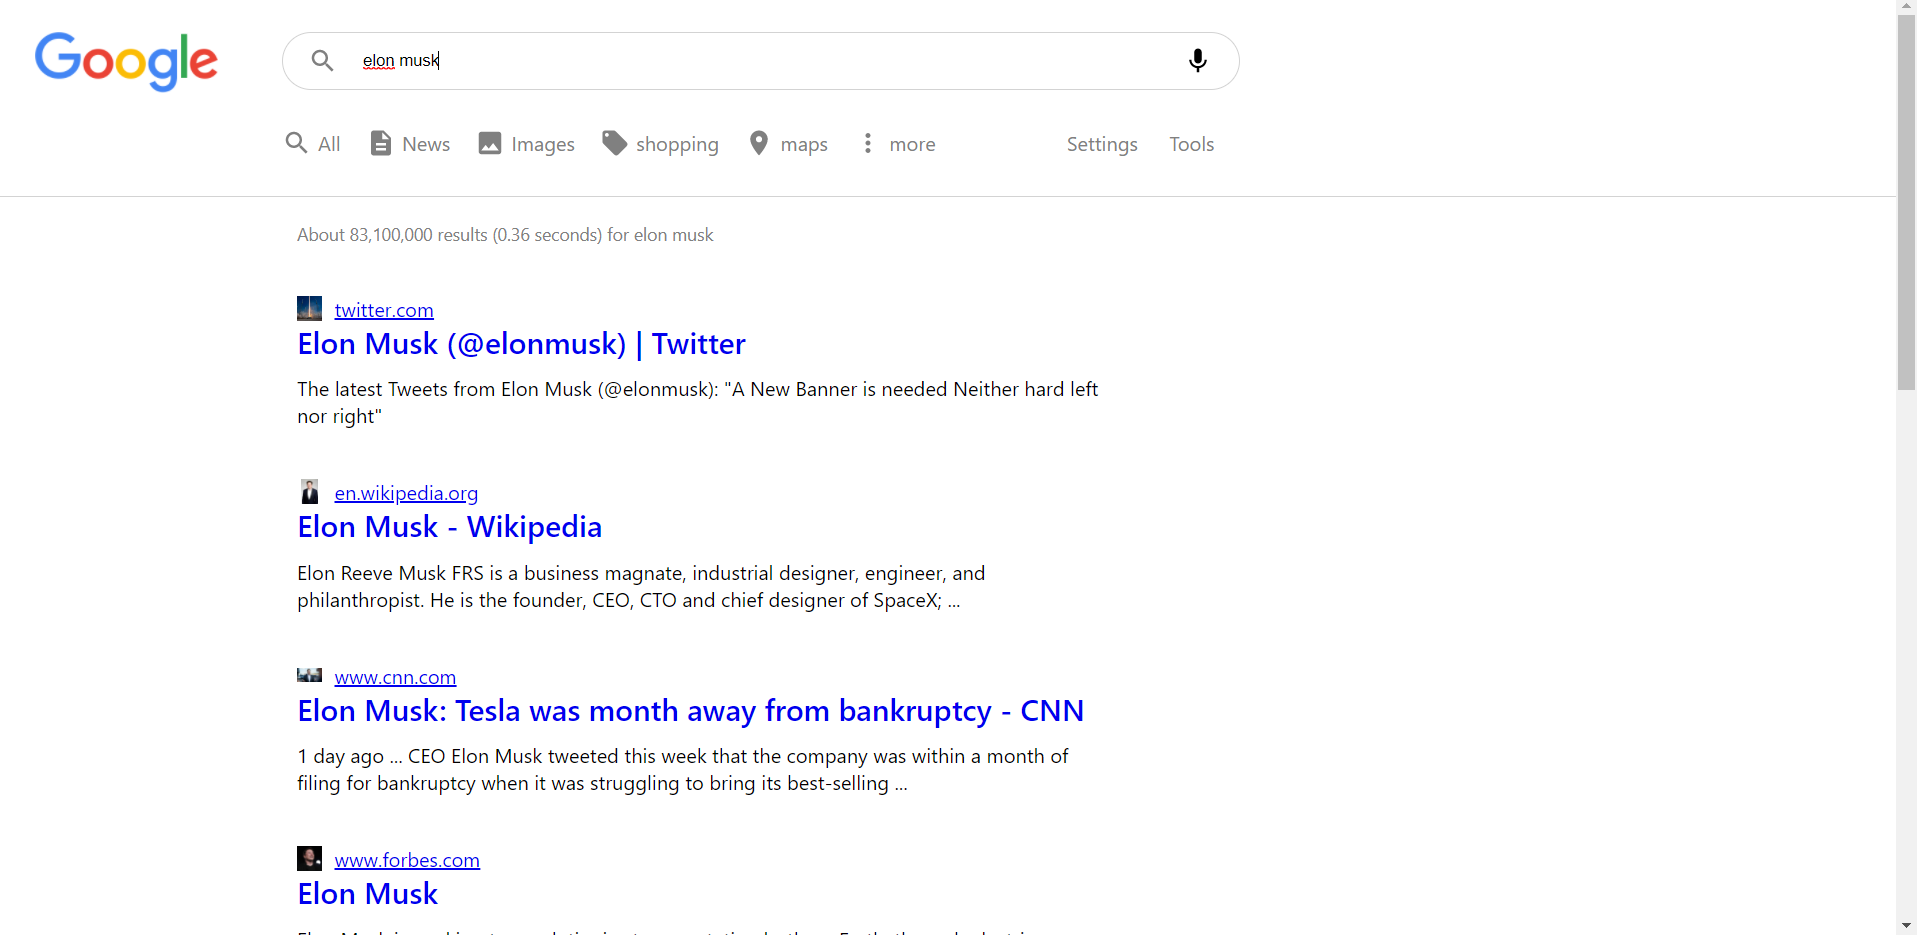 Google
elon musk
All News Images shopping maps more Settings Tools
About 83,100,000 results (0.36 seconds) for elon musk
twitter.com
Elon Musk (@elonmusk) | Twitter
The latest Tweets from Elon Musk (@elonmusk): "A New Banner is needed Neither hard left
nor right"
en.wikipedia.org
Elon Musk - Wikipedia
Elon Reeve Musk FRS is a business magnate, industrial designer, engineer, and
philanthropist. He is the founder, CEO, CTO and chief designer of SpaceX; ...
www.cnn.com
Elon Musk: Tesla was month away from bankruptcy - CNN
1 day ago ... CEO Elon Musk tweeted this week that the company was within a month of
filing for bankruptcy when it was struggling to bring its best-selling ...
www.forbes.com
Elon Musk